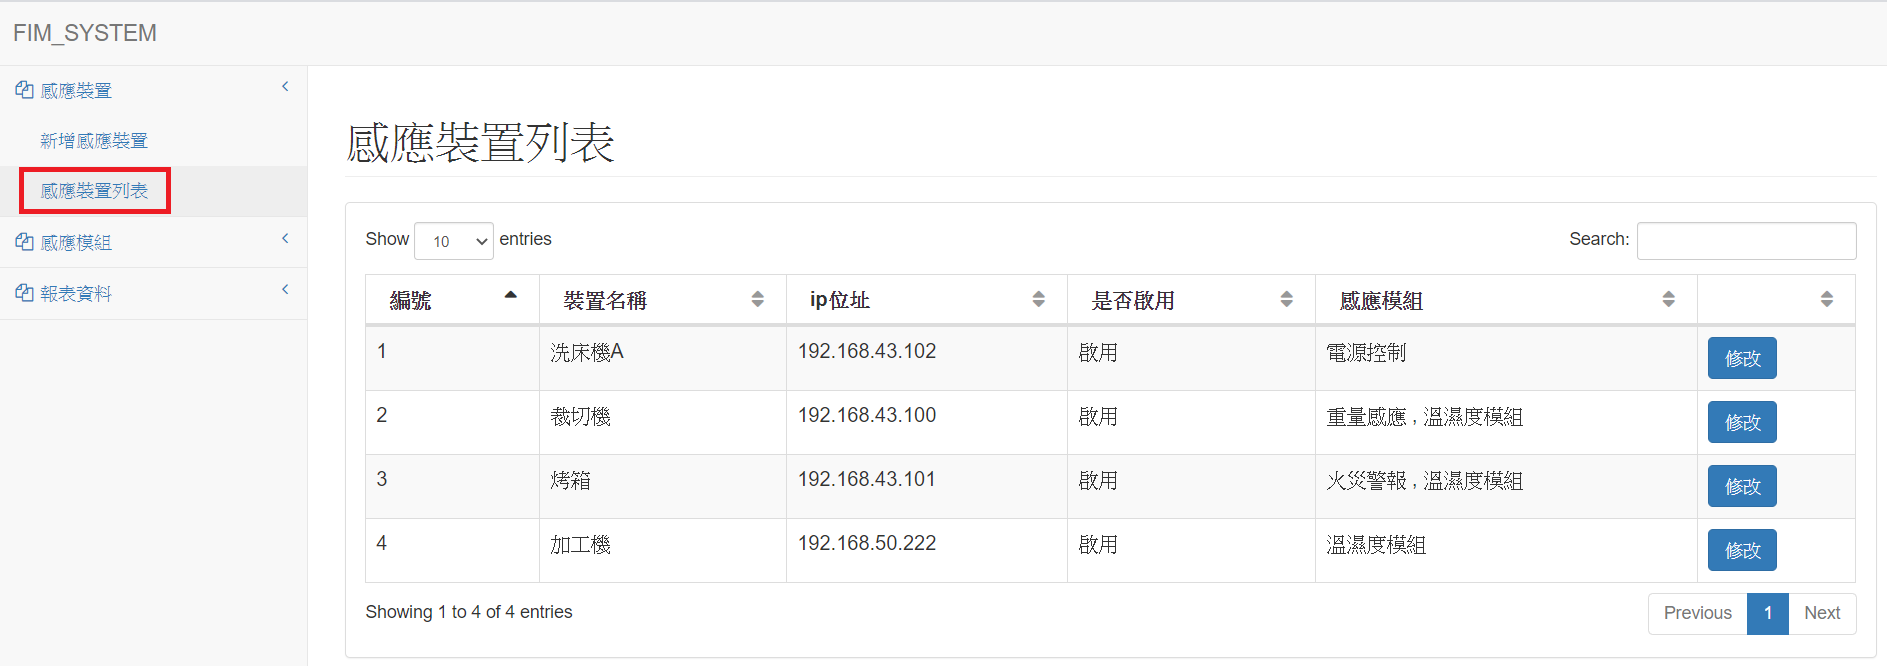 FIM_SYSTEM
感應裝置
新增感應裝置
感應裝置列表
感應模組
報表資料
感應裝置列表
Show 10 entries
Search:
編號 裝置名稱 ip位址 是否啟用 感應模組
1 洗床機A 192.168.43.102 啟用 電源控制 修改
2 裁切機 192.168.43.100 啟用 重量感應 , 溫濕度模組 修改
3 烤箱 192.168.43.101 啟用 火災警報 , 溫濕度模組 修改
4 加工機 192.168.50.222 啟用 溫濕度模組 修改
Showing 1 to 4 of 4 entries
Previous 1 Next